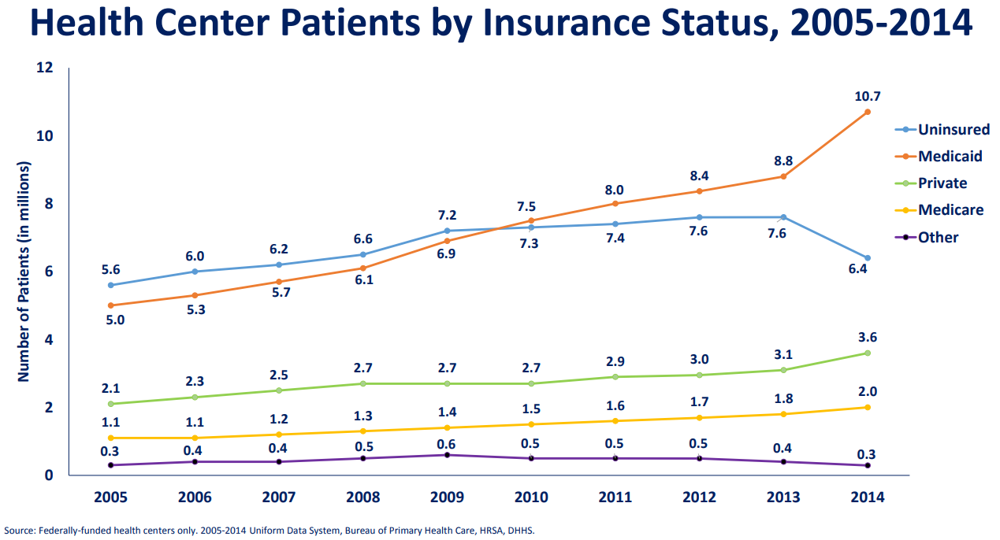 Health Center Patients by Insurance Status, 2005-2014
Number of Patients (in millions)
12
10
8
6
4
2
0
5.6 6.0 6.2 6.6 7.2 7.3 7.4 7.6 7.6 6.4
5.0 5.3 5.7 6.1 6.9 7.5 8.0 8.4 8.8 10.7
2.1 2.3 2.5 2.7 2.7 2.7 2.9 3.0 3.1 3.6
1.1 1.1 1.2 1.3 1.4 1.5 1.6 1.7 1.8 2.0
0.3 0.4 0.4 0.5 0.6 0.5 0.5 0.5 0.4 0.3
2005 2006 2007 2008 2009 2010 2011 2012 2013 2014
Uninsured
Medicaid
Private
Medicare
Other
Source: Federally-funded health centers only. 2005-2014 Uniform Data System, Bureau of Primary Health Care, HRSA, DHHS.